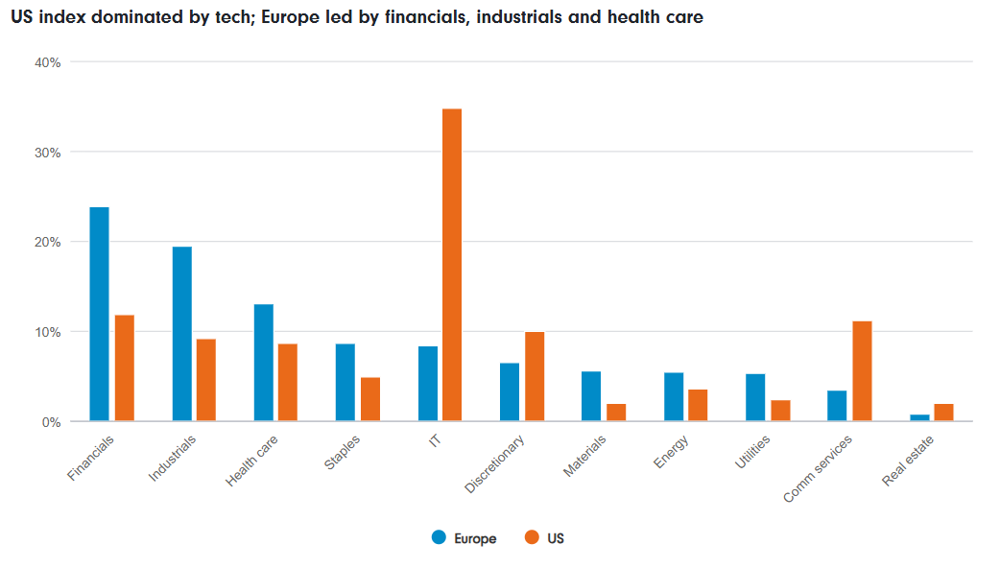 US index dominated by tech; Europe led by financials, industrials and health care
40%
30%
20%
10%
0%
Financials
Industrials
Health care
Staples
IT
Discretionary
Materials
Energy
Utilities
Comm services
Real estate
Europe
US